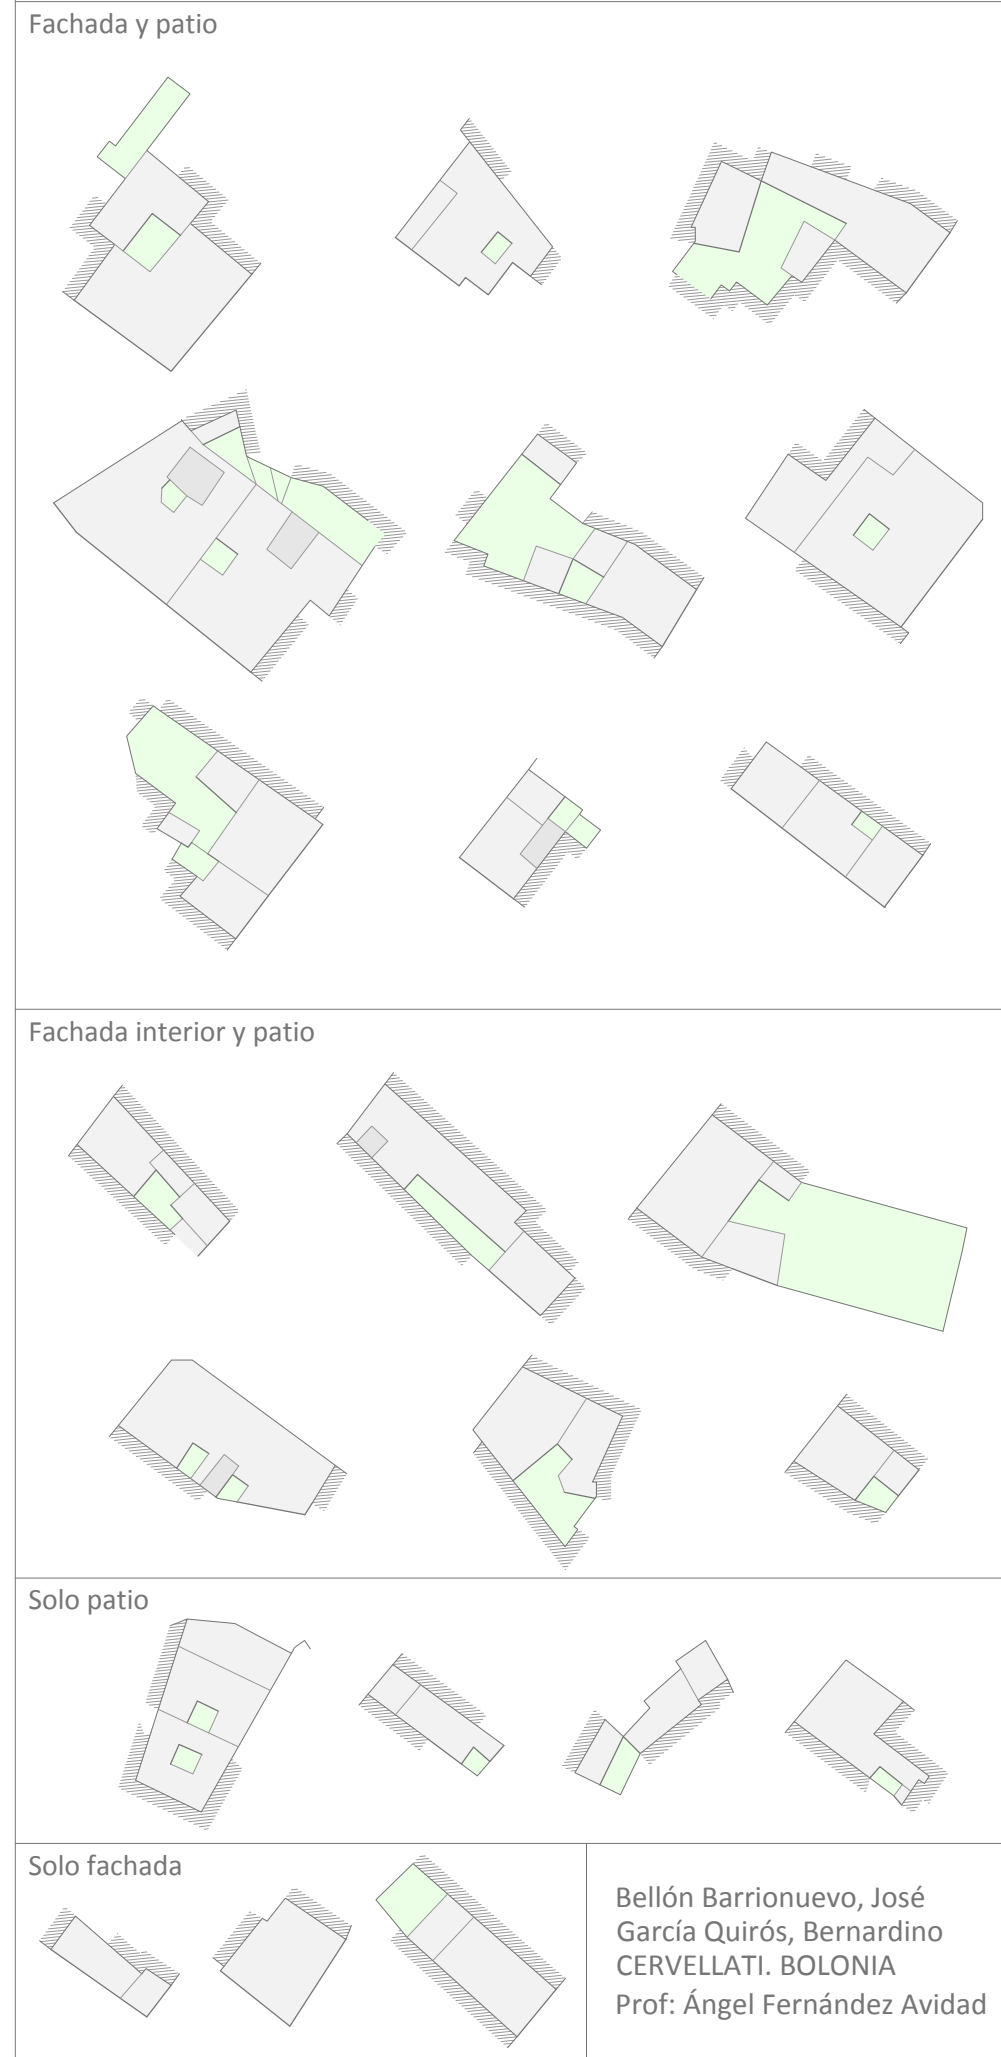 Fachada y patio
Fachada interior y patio
Solo patio
Solo fachada
Bellón Barrionuevo, José
García Quirós, Bernardino
CERVELLATI. BOLONIA
Prof: Ángel Fernández Avidad